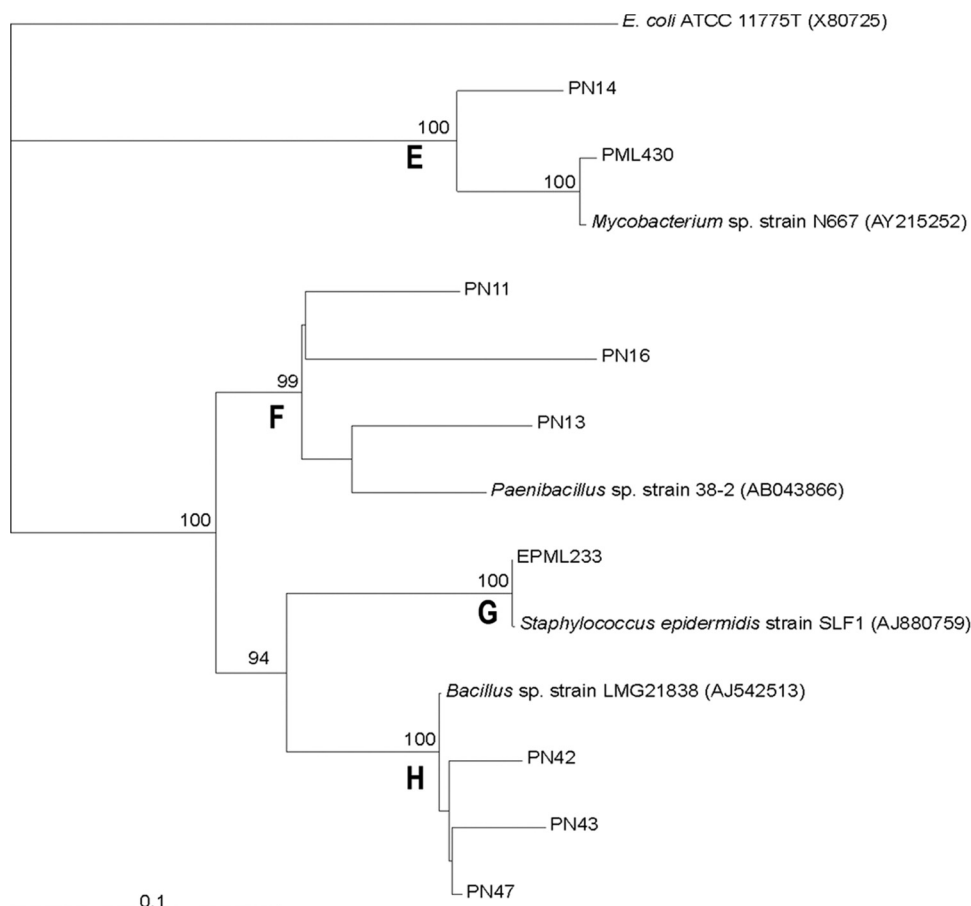 E. coli ATCC 11775T (X80725)
PN14
100
E
PML430
100
Mycobacterium sp. strain N667 (AY215252)
PN11
PN16
99
F
PN13
Paenibacillus sp. strain 38-2 (AB043866)
100
EPML233
100
G
Staphylococcus epidermidis strain SLF1 (AJ880759)
94
Bacillus sp. strain LMG21838 (AJ542513)
100
H
PN42
PN43
PN47
0.1